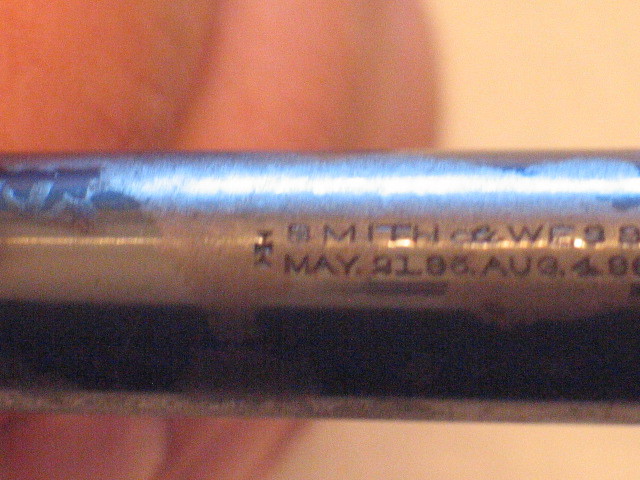 SMITH & WESS
MAY. 21.95. AUG. 4. 96